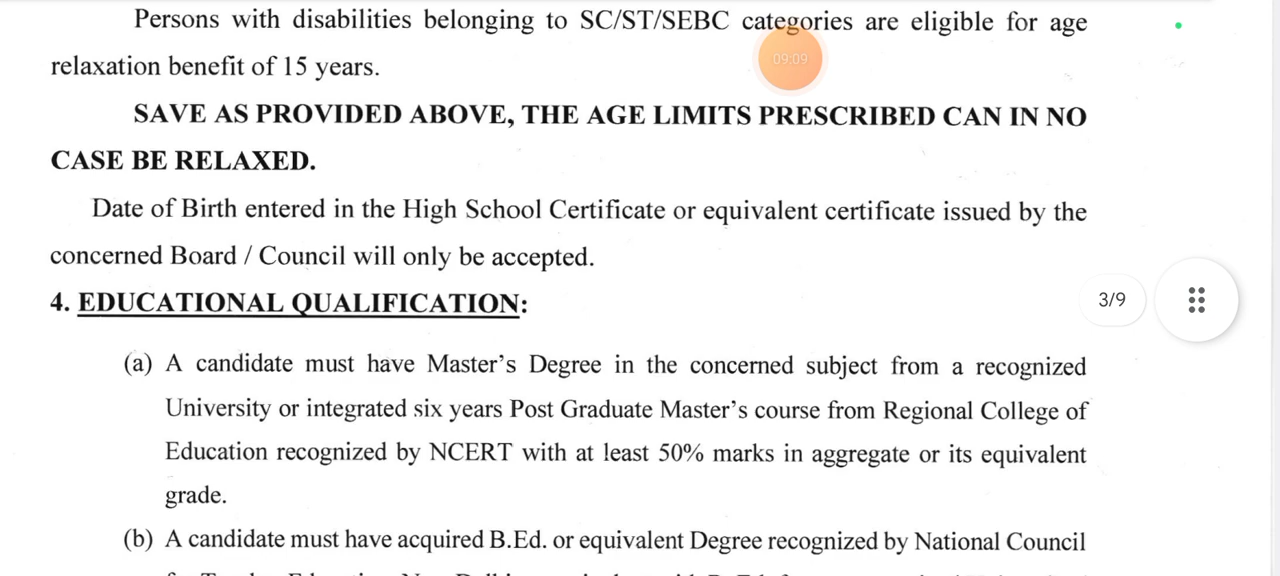 Persons with disabilities belonging to SC/ST/SEBC categories are eligible for age
relaxation benefit of 15 years.
09:09
SAVE AS PROVIDED ABOVE, THE AGE LIMITS PRESCRIBED CAN IN NO
CASE BE RELAXED.
Date of Birth entered in the High School Certificate or equivalent certificate issued by the
concerned Board / Council will only be accepted.
4. EDUCATIONAL QUALIFICATION:
3/9
(a) A candidate must have Master's Degree in the concerned subject from a recognized
University or integrated six years Post Graduate Master's course from Regional College of
Education recognized by NCERT with at least 50% marks in aggregate or its equivalent
grade.
(b) A candidate must have acquired B.Ed. or equivalent Degree recognized by National Council